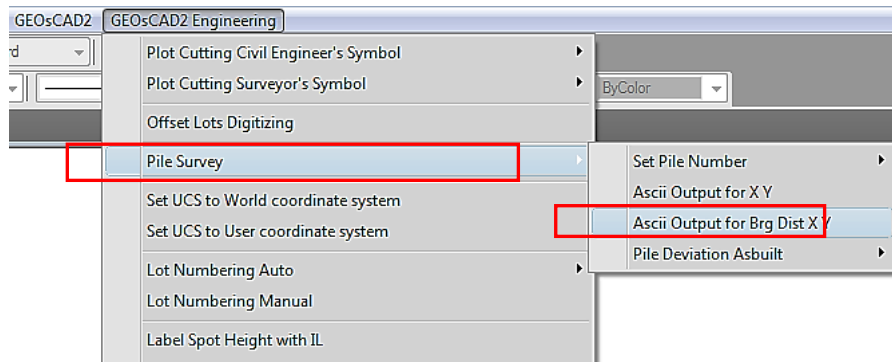 GEOsCAD2 GEOsCAD2 Engineering
rd
Plot Cutting Civil Engineer's Symbol
Plot Cutting Surveyor's Symbol
ByColor
Offset Lots Digitizing
Pile Survey
Set Pile Number
Ascii Output for X Y
Ascii Output for Brg Dist X Y
Pile Deviation Asbuilt
Set UCS to World coordinate system
Set UCS to User coordinate system
Lot Numbering Auto
Lot Numbering Manual
Label Spot Height with IL